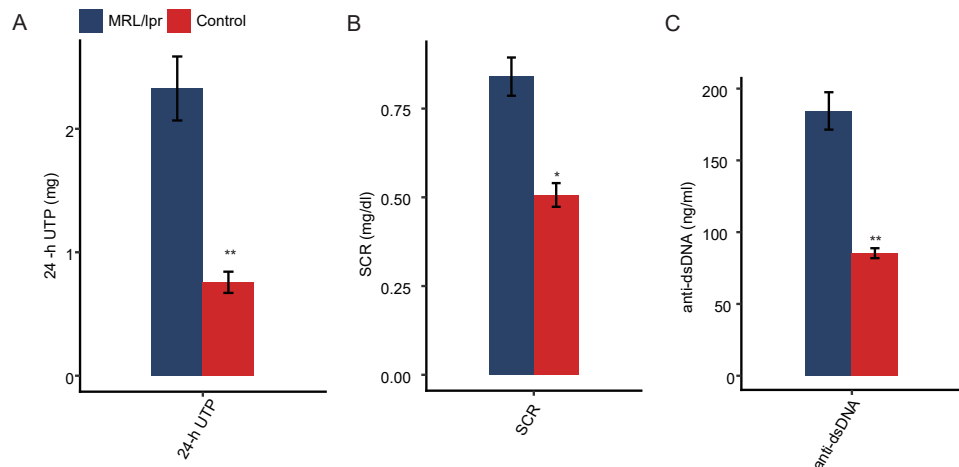 A
MRL/lpr Control
24 -h UTP (mg)
2
1
0
**
24-h UTP
B
SCR (mg/dl)
0.75
0.50
0.25
0.00
*
SCR
C
anti-dsDNA (ng/ml)
200
150
100
50
0
**
anti-dsDNA